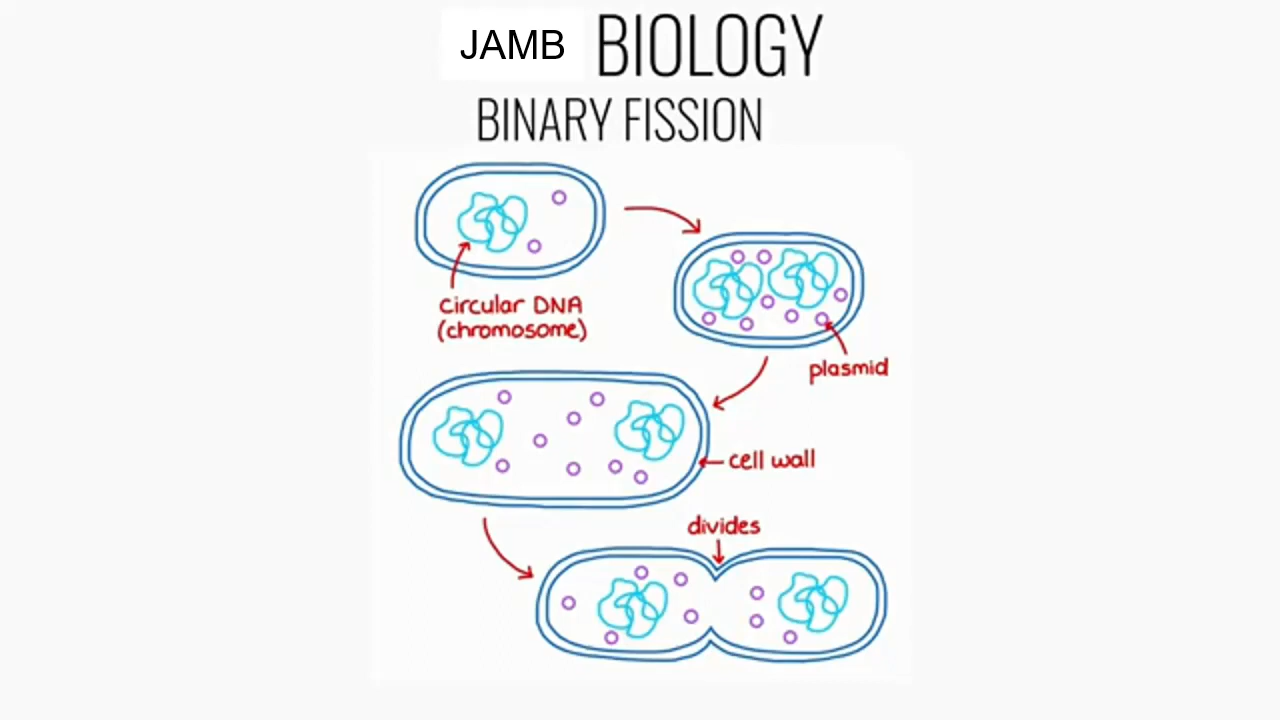 JAMB BIOLOGY
BINARY FISSION
circular DNA
(chromosome)
plasmid
cell wall
divides